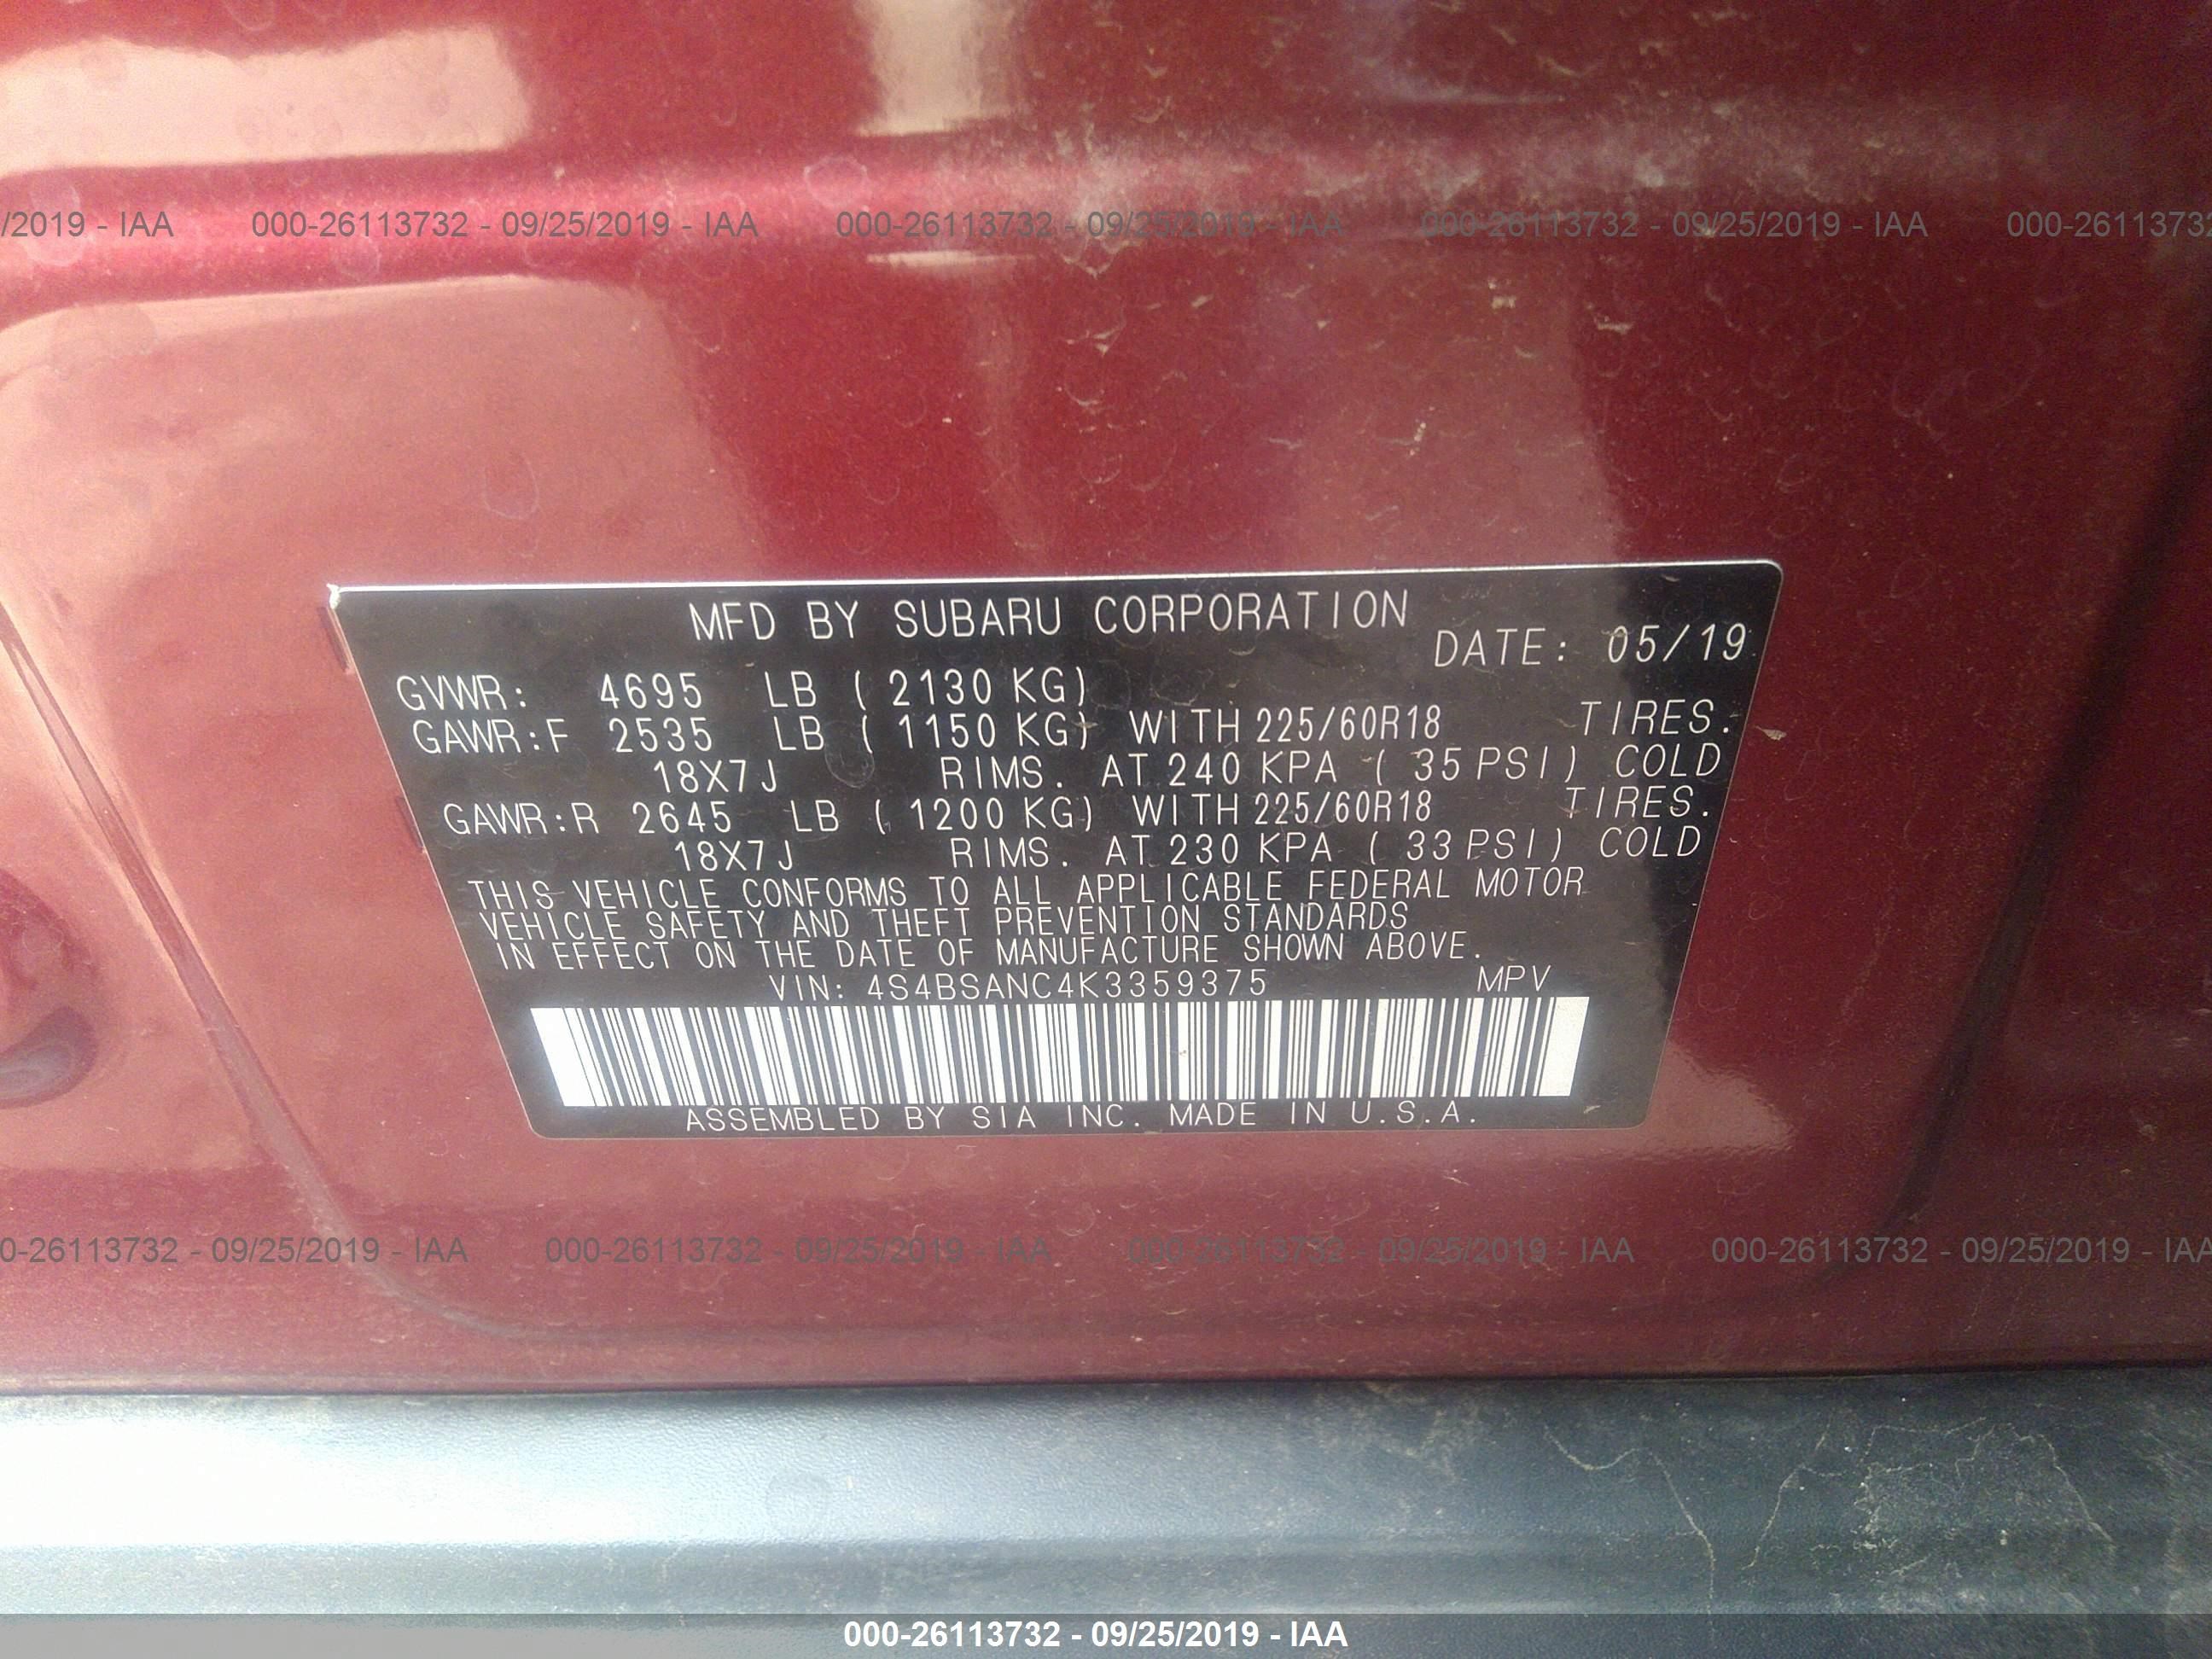 /2019 - IAA 000-26113732 - 09/25/2019 - IAA 000-26113732 - 09/25/2019 - IAA 000-26113732 - 09/25/2019 - IAA 000-26113732
MFD BY SUBARU CORPORATION
DATE: 05/19
GVWR: 4695 LB ( 2130 KG)
GAWR:F 2535 LB ( 1150 KG) WITH 225/60R18 TIRES.
18X7J RIMS. AT 240 KPA ( 35 PSI) COLD
GAWR:R 2645 LB ( 1200 KG) WITH 225/60R18 TIRES.
18X7J RIMS. AT 230 KPA ( 33 PSI) COLD
THIS VEHICLE CONFORMS TO ALL APPLICABLE FEDERAL MOTOR
VEHICLE SAFETY AND THEFT PREVENTION STANDARDS
IN EFFECT ON THE DATE OF MANUFACTURE SHOWN ABOVE.
VIN: 4S4BSANC4K3359375 MPV
ASSEMBLED BY SIA INC. MADE IN U.S.A.
0-26113732 - 09/25/2019 - IAA 000-26113732 - 09/25/2019 - IAA 000-26113732 - 09/25/2019 - IAA 000-26113732 - 09/25/2019 - IAA
000-26113732 - 09/25/2019 - IAA